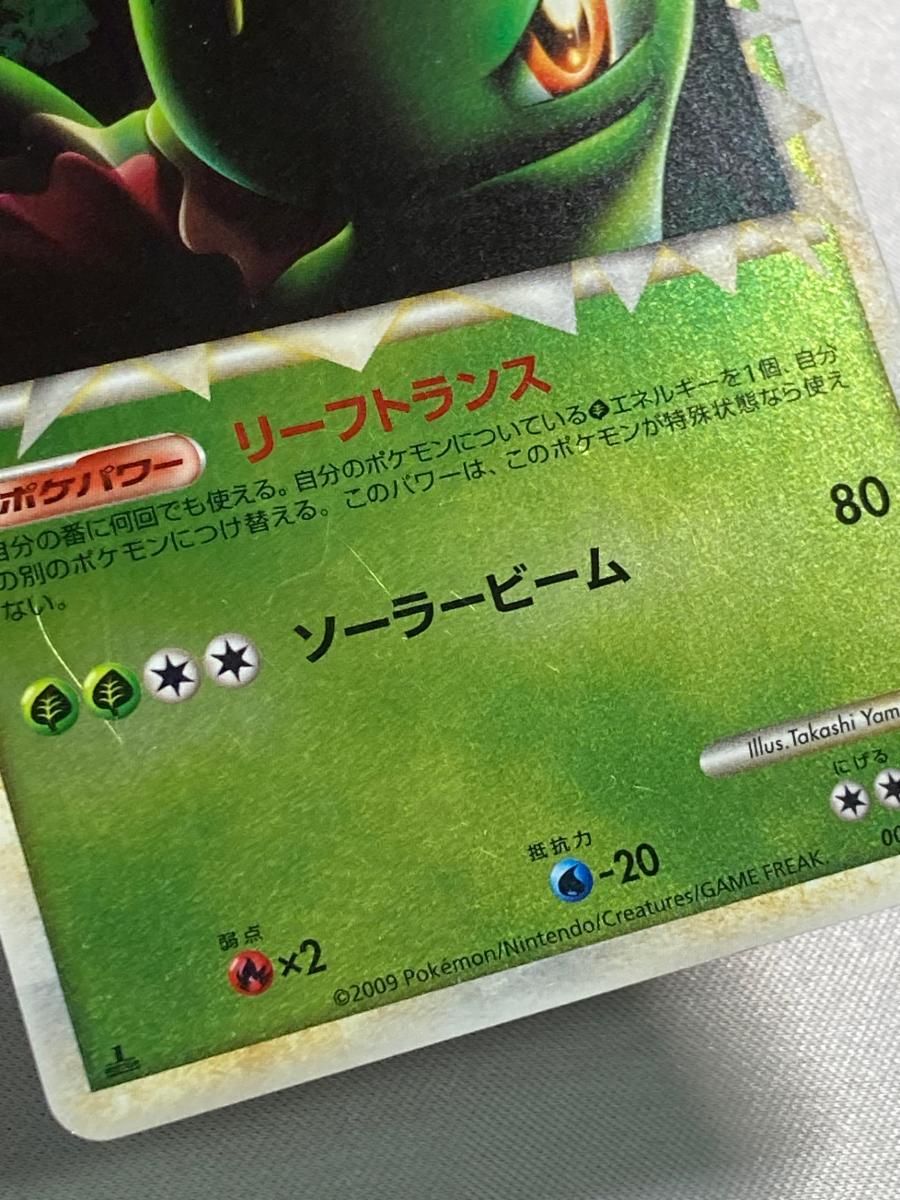 ポケパワー リーフトランス
自分の番に何回でも使える。自分のポケモンについているエネルギーを1個、自分
の別のポケモンにつけ替える。このパワーは、このポケモンが特殊状態なら使え
ない。
ソーラービーム 80
Illus.Takashi Yam
にげる
抵抗力
-20
00
弱点
×2
©2009 Pokémon/Nintendo/Creatures/GAME FREAK.
1